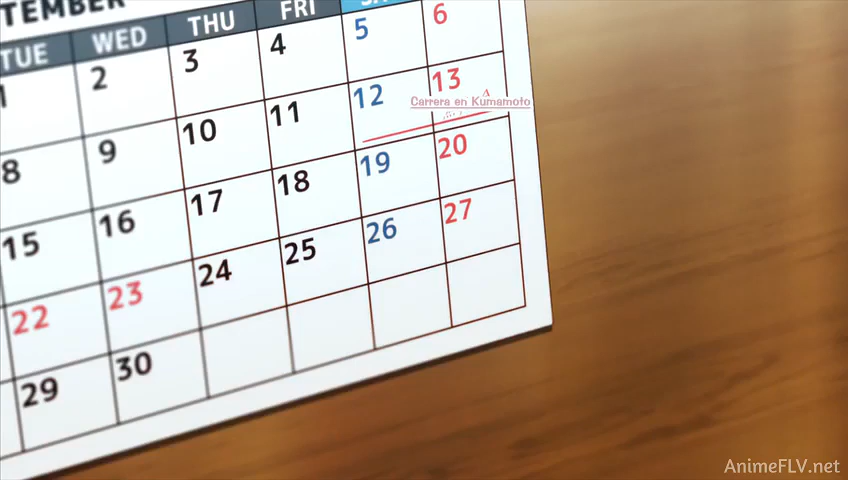 TEMBER
TUE WED THU FRI SA
1 2 3 4 5 6
8 9 10 11 12 13
Carrera en Kumamoto
15 16 17 18 19 20
22 23 24 25 26 27
29 30
AnimeFLV.net